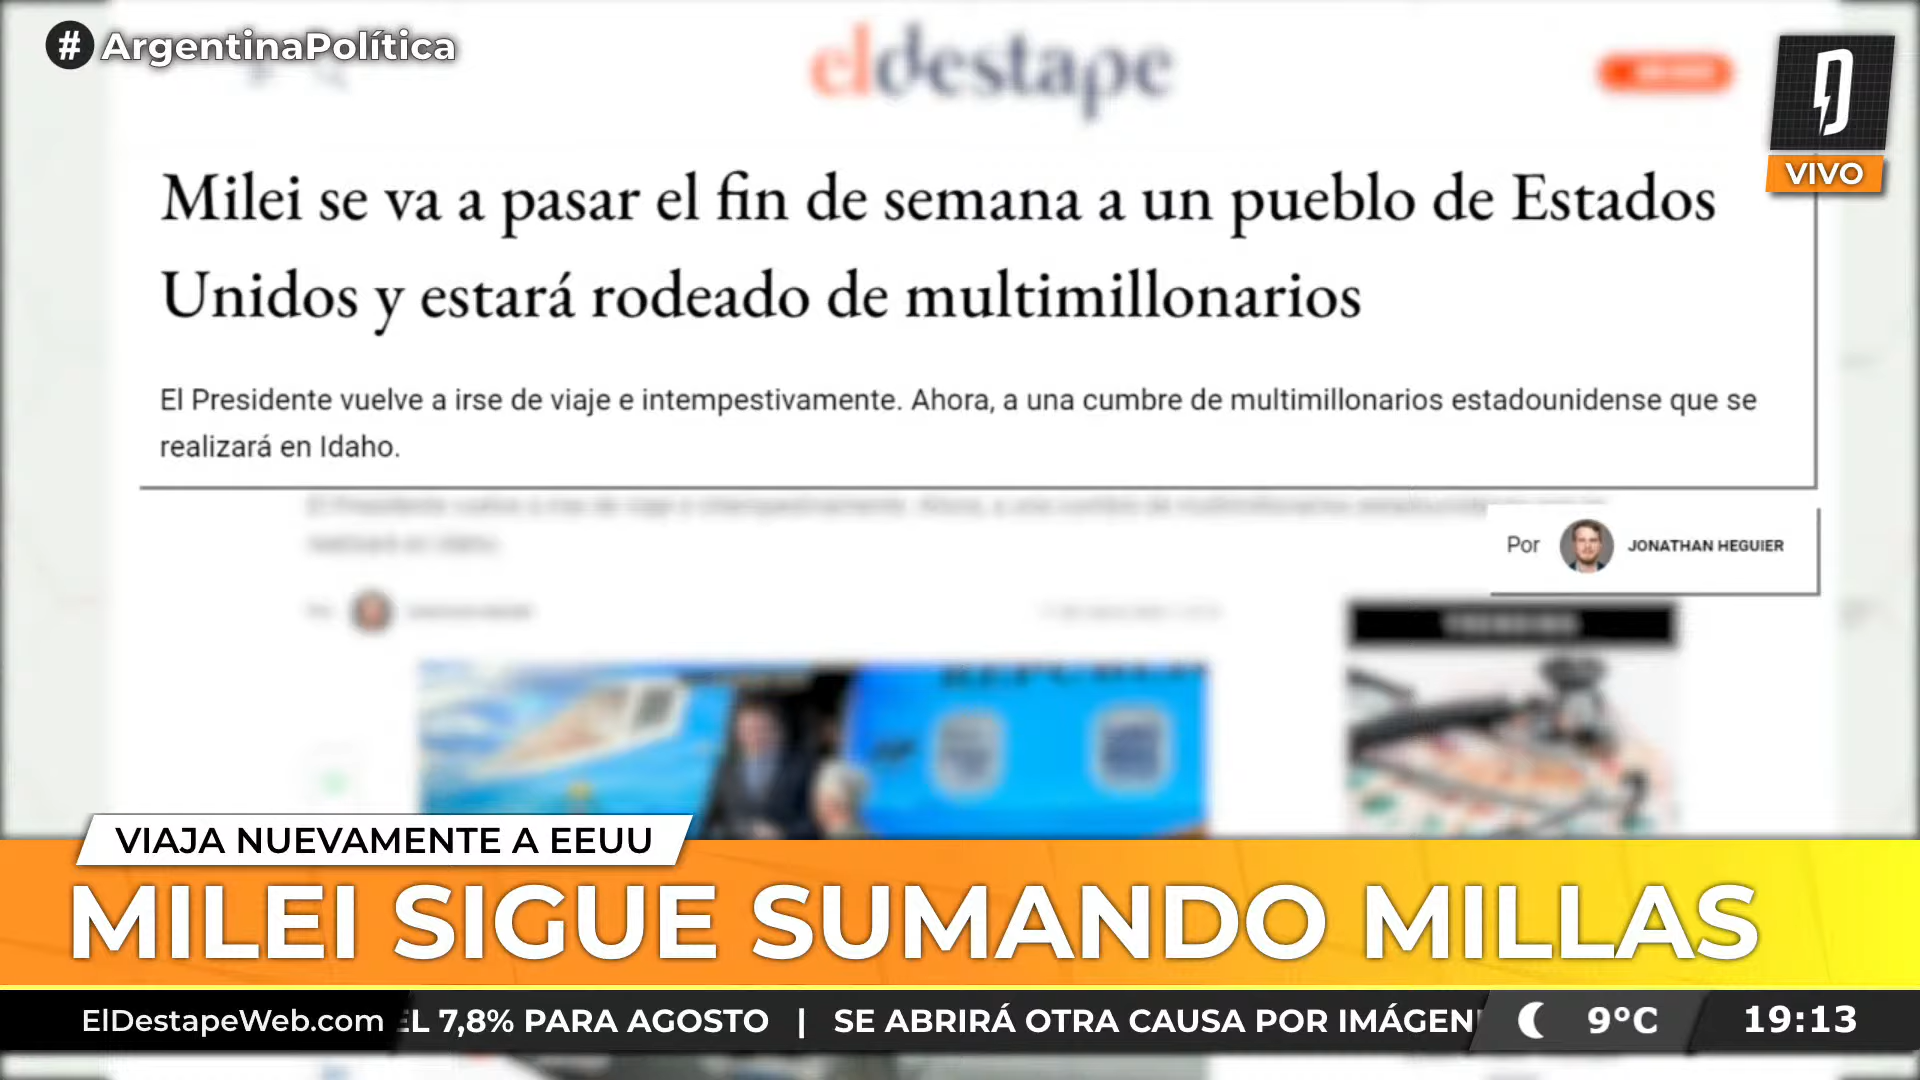 # ArgentinaPolítica
eldestape
VIVO
Milei se va a pasar el fin de semana a un pueblo de Estados
Unidos y estará rodeado de multimillonarios
El Presidente vuelve a irse de viaje e intempestivamente. Ahora, a una cumbre de multimillonarios estadounidense que se
realizará en Idaho.
Por JONATHAN HEGUIER
VIAJA NUEVAMENTE A EEUU
MILEI SIGUE SUMANDO MILLAS
ElDestapeWeb.com EL 7,8% PARA AGOSTO | SE ABRIRÁ OTRA CAUSA POR 9°C 19:13